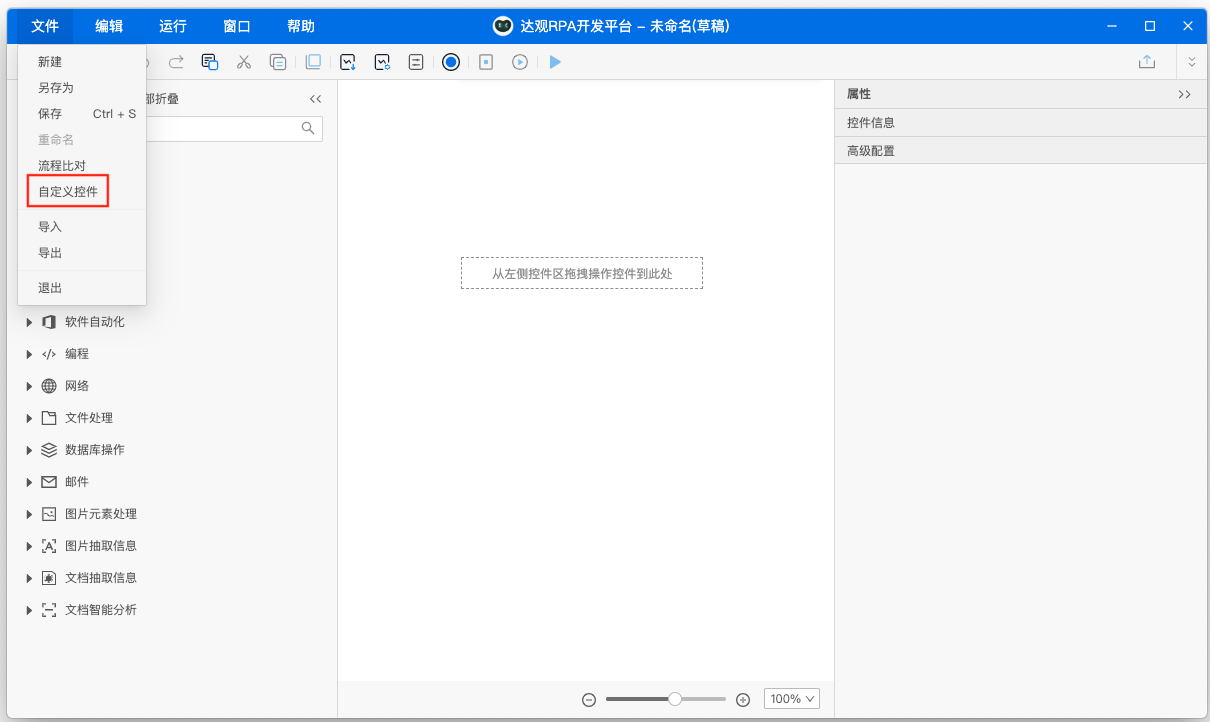 文件 编辑 运行 窗口 帮助 达观RPA开发平台 – 未命名(草稿)
新建
另存为
保存 Ctrl + S
重命名
流程比对
自定义控件
导入
导出
退出
部折叠
软件自动化
编程
网络
文件处理
数据库操作
邮件
图片元素处理
图片抽取信息
文档抽取信息
文档智能分析
从左侧控件区拖拽操作控件到此处
100%
属性
控件信息
高级配置